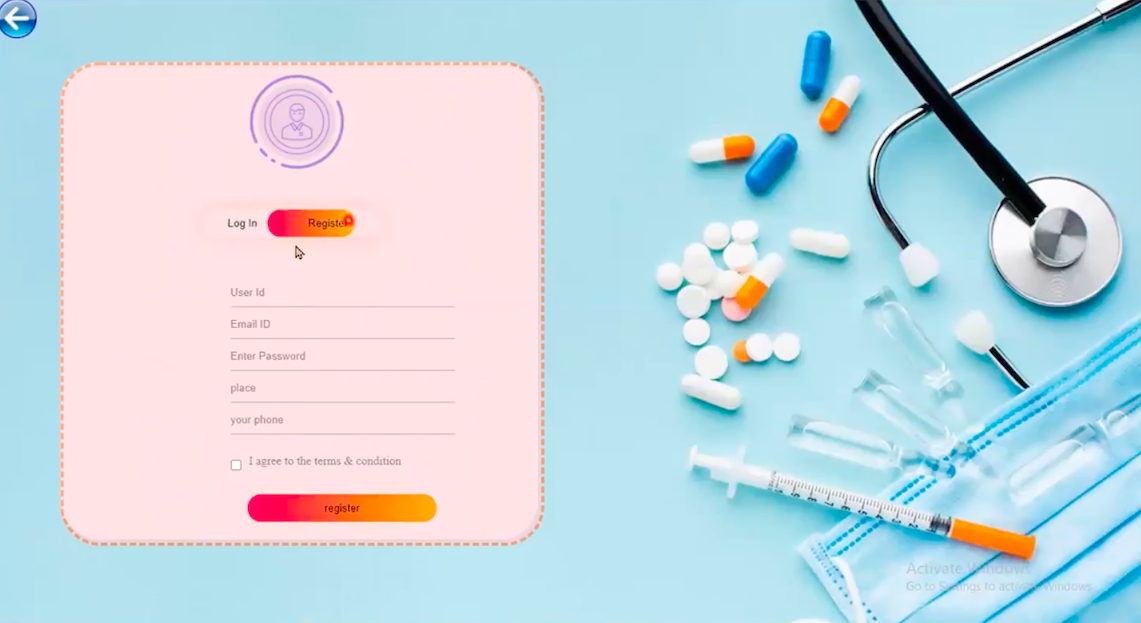 Log In
Register
User Id
Email ID
Enter Password
place
your phone
I agree to the terms & condition
register
Activate Windows
Go to Settings to activate Windows.